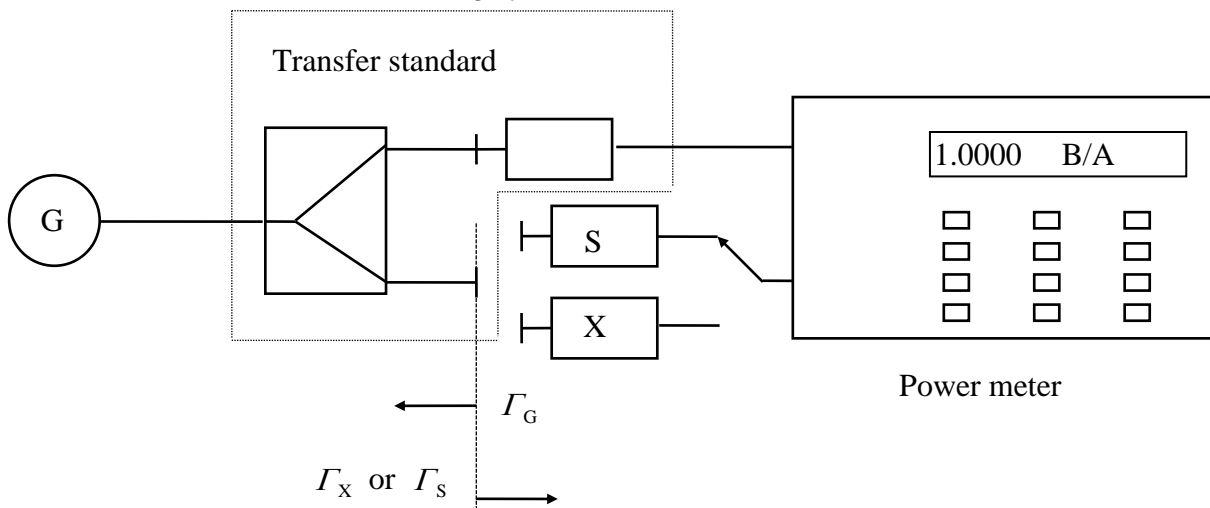 Transfer standard
1.0000 B/A
G
S
X
Power meter
Γ_G
Γ_X or Γ_S